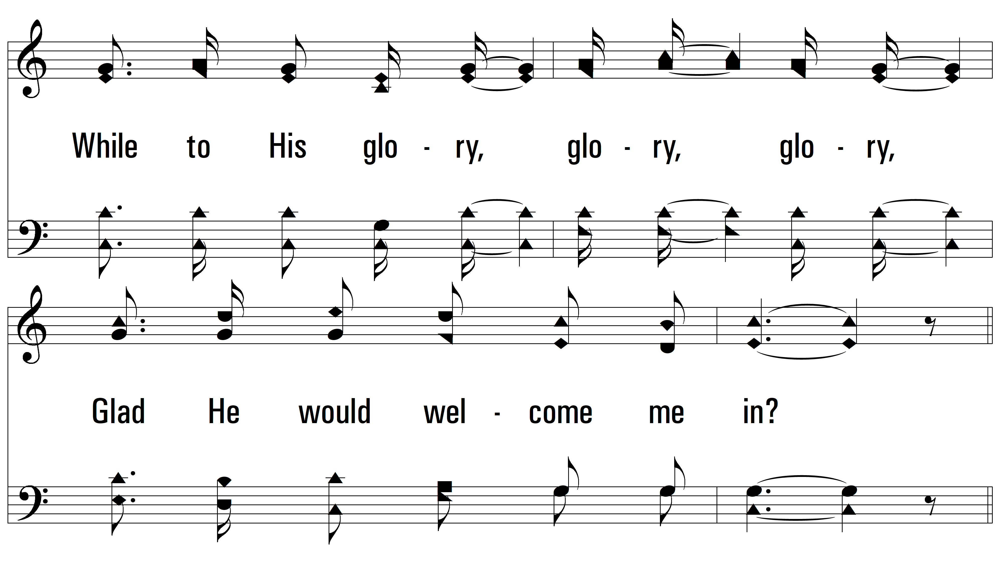 While to His glo - ry, glo - ry, glo - ry,
Glad He would wel - come me in?